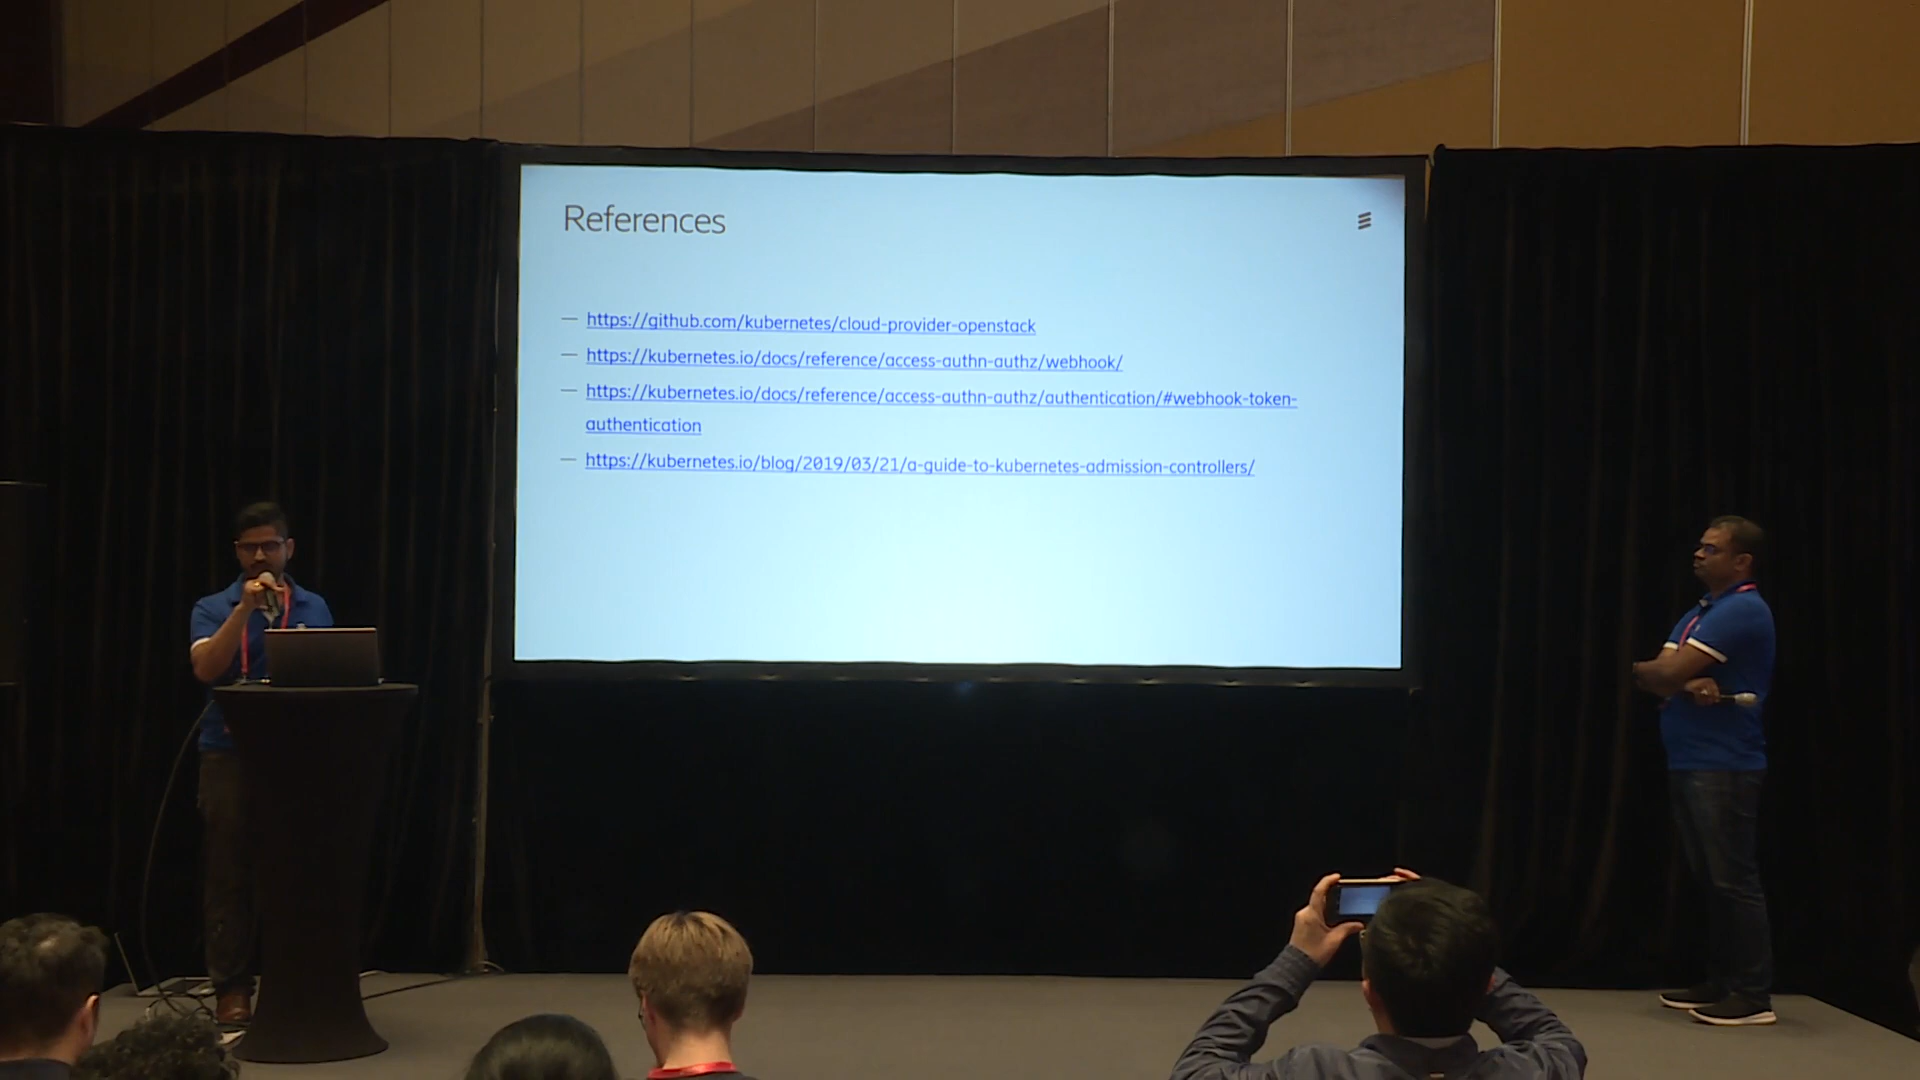 References
— https://github.com/kubernetes/cloud-provider-openstack
— https://kubernetes.io/docs/reference/access-authn-authz/webhook/
— https://kubernetes.io/docs/reference/access-authn-authz/authentication/#webhook-token-
authentication
— https://kubernetes.io/blog/2019/03/21/a-guide-to-kubernetes-admission-controllers/